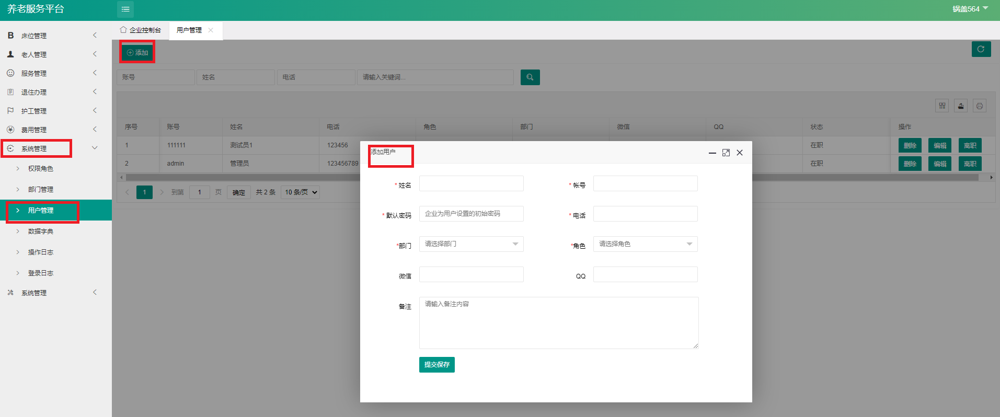 养老服务平台
锅盖564
B 床位管理
老人管理
服务管理
退住办理
护工管理
费用管理
系统管理
权限角色
部门管理
用户管理
数据字典
操作日志
登录日志
系统管理
企业控制台 用户管理
添加
账号 姓名 电话 请输入关键词...
序号 账号 姓名 电话 角色 部门 微信 QQ 状态 操作
1 111111 测试员1 123456 在职 删除 编辑 离职
2 admin 管理员 123456789 在职 删除 编辑 离职
1 到第 1 页 确定 共 2 条 10 条/页
添加用户
* 姓名 * 帐号
* 默认密码 企业为用户设置的初始密码 * 电话
*部门 请选择部门 *角色 请选择角色
微信 QQ
备注 请输入备注内容
提交保存